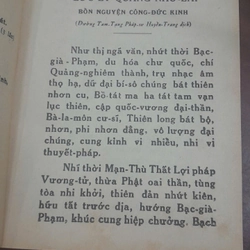 BỔN NGUYỆN CÔNG-ĐỨC KINH
(Đường Tam-Tạng Pháp-sư Huyền-Trang dịch)
Như thị ngã văn, nhứt thời Bạc-
già-Phạm, du hóa chư quốc, chí
Quảng-nghiêm thành, trụ nhạc âm
thọ hạ, dữ đại bí-sô chúng bát
thiên nhơn cu, Bồ-tát ma ha tát tam
vạn lục thiên, cập quốc-vương đại-thần,
Bà-la-môn cư-sĩ, Thiên long bát bộ,
nhơn, phi nhơn đẳng, vô lượng đại
chúng, cung kính vi nhiễu, nhi vị
thuyết-pháp.
Nhĩ thời Mạn-Thù Thất Lợi pháp
Vương-tử, thừa Phật oai thần, tùng
tòa nhi khởi, thiên đản nhứt kiên,
hữu tất trước địa, hướng Bạc-già-
Phạm, khúc cung hiệp chưởng. Bạch